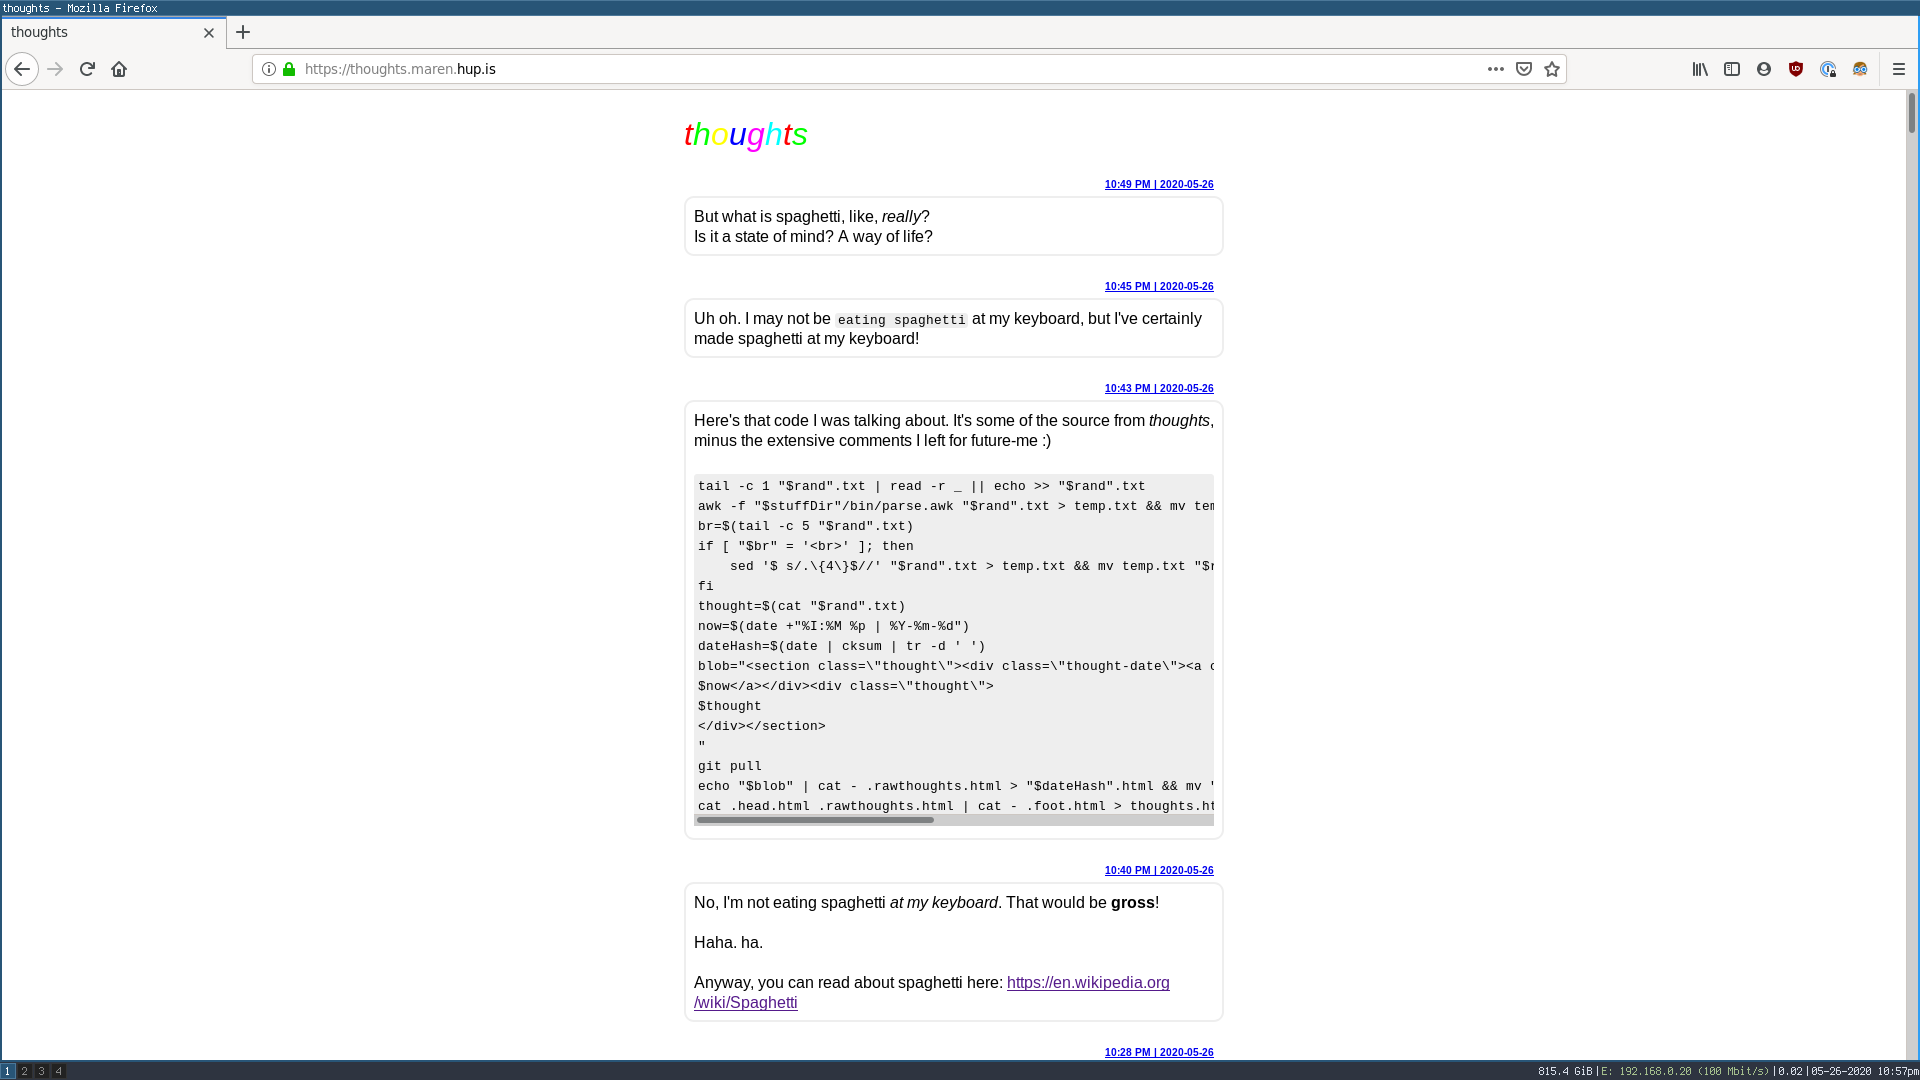 thoughts - Mozilla Firefox
thoughts
https://thoughts.maren.hup.is
thoughts
10:49 PM | 2020-05-26
But what is spaghetti, like, really?
Is it a state of mind? A way of life?
10:45 PM | 2020-05-26
Uh oh. I may not be eating spaghetti at my keyboard, but I've certainly
made spaghetti at my keyboard!
10:43 PM | 2020-05-26
Here's that code I was talking about. It's some of the source from thoughts,
minus the extensive comments I left for future-me :)
tail -c 1 "$rand".txt | read -r _ || echo >> "$rand".txt
awk -f "$stuffDir"/bin/parse.awk "$rand".txt > temp.txt && mv tem
br=$(tail -c 5 "$rand".txt)
if [ "$br" = '<br>' ]; then
    sed '$ s/.\{4\}$//' "$rand".txt > temp.txt && mv temp.txt "$r
fi
thought=$(cat "$rand".txt)
now=$(date +"%I:%M %p | %Y-%m-%d")
dateHash=$(date | cksum | tr -d ' ')
blob="<section class=\"thought\"><div class=\"thought-date\"><a c
$now</a></div><div class=\"thought\">
$thought
</div></section>
"
git pull
echo "$blob" | cat - .rawthoughts.html > "$dateHash".html && mv "
cat .head.html .rawthoughts.html | cat - .foot.html > thoughts.ht
10:40 PM | 2020-05-26
No, I'm not eating spaghetti at my keyboard. That would be gross!
Haha. ha.
Anyway, you can read about spaghetti here: https://en.wikipedia.org
/wiki/Spaghetti
10:28 PM | 2020-05-26
1 2 3 4
815.4 GiB|E: 192.168.0.20 (100 Mbit/s)|0.02|05-26-2020 10:57pm